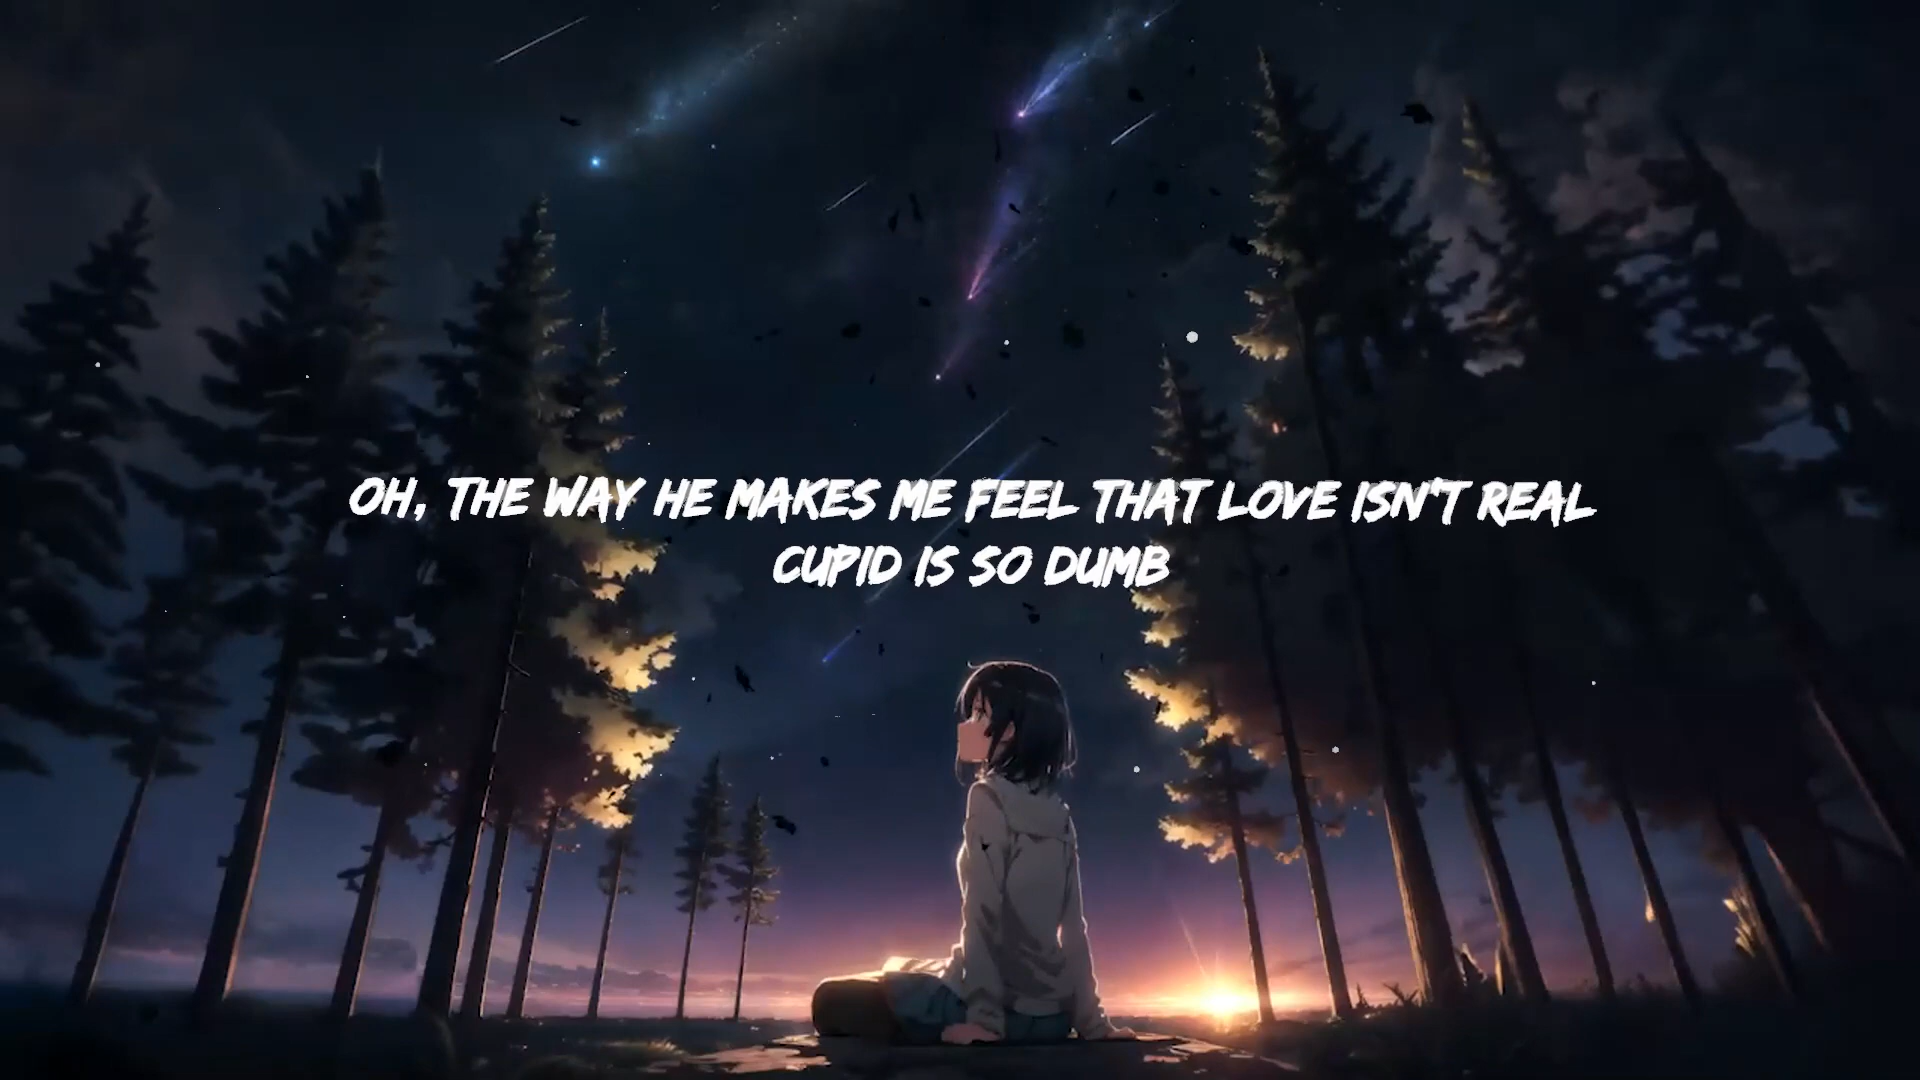 OH, THE WAY HE MAKES ME FEEL THAT LOVE ISN'T REAL
CUPID IS SO DUMB